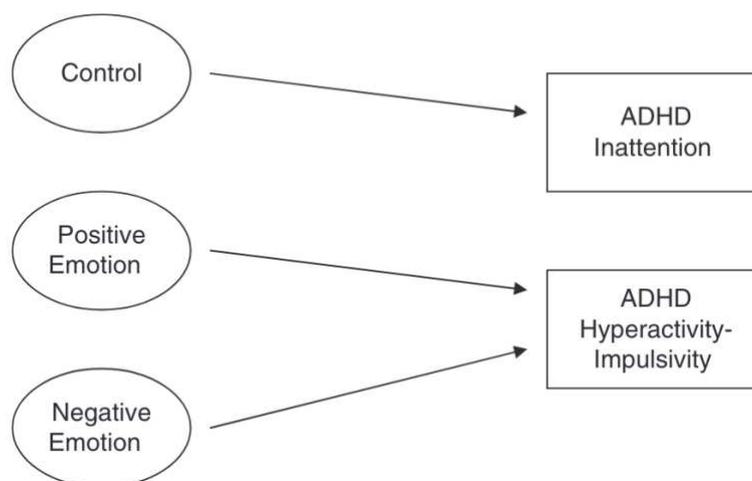 Control
ADHD
Inattention
Positive
Emotion
ADHD
Hyperactivity-
Impulsivity
Negative
Emotion